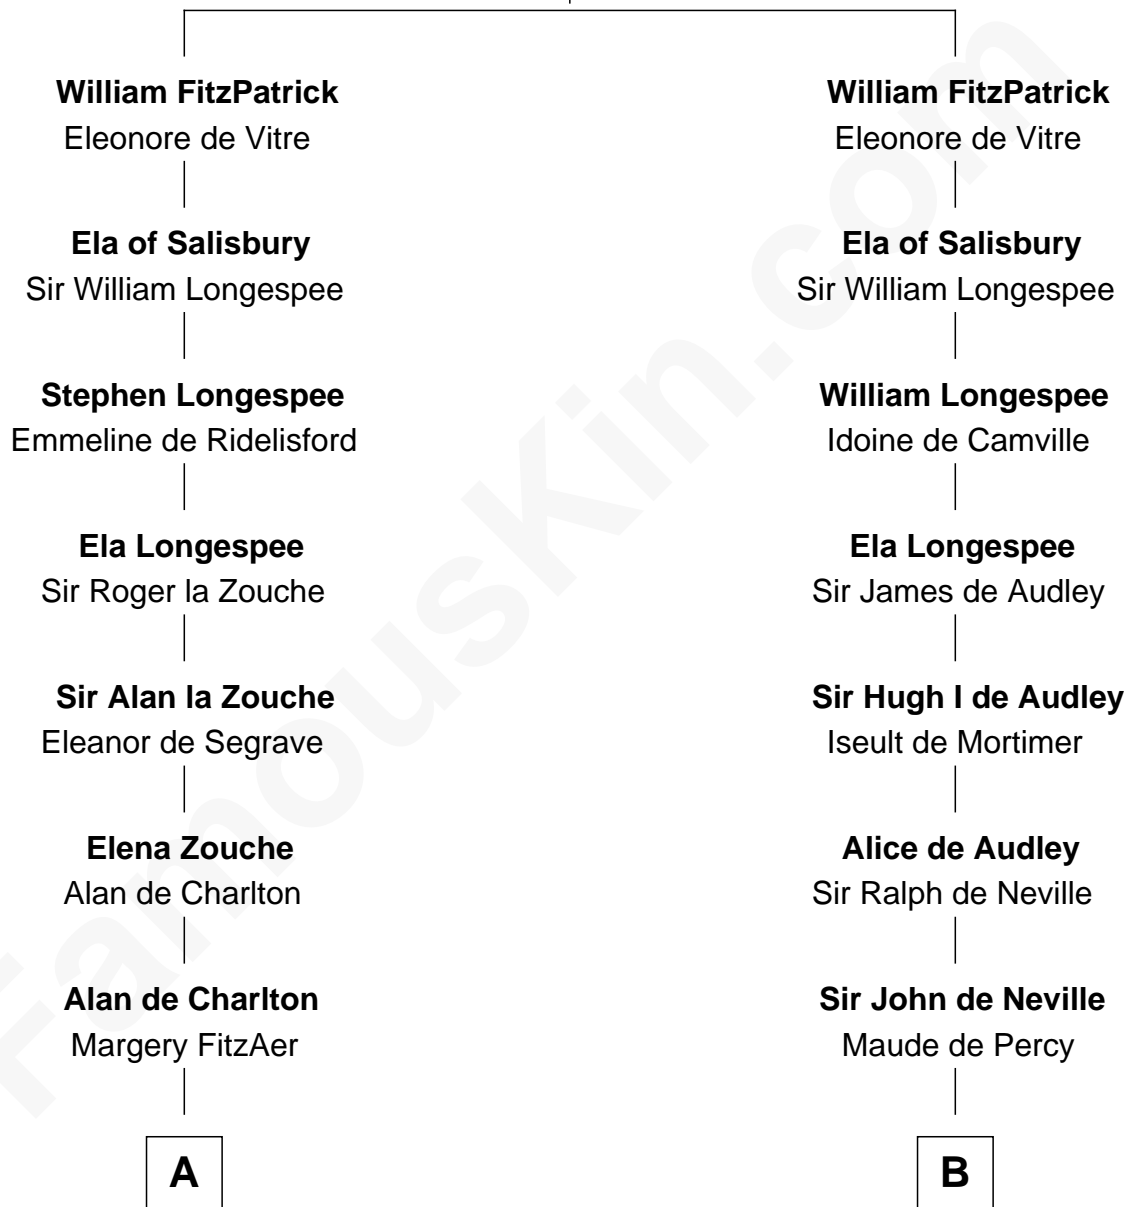 William FitzPatrick
Eleonore de Vitre
Ela of Salisbury
Sir William Longespee
Stephen Longespee
Emmeline de Ridelisford
Ela Longespee
Sir Roger la Zouche
Sir Alan la Zouche
Eleanor de Segrave
Elena Zouche
Alan de Charlton
Alan de Charlton
Margery FitzAer
A
William FitzPatrick
Eleonore de Vitre
Ela of Salisbury
Sir William Longespee
William Longespee
Idoine de Camville
Ela Longespee
Sir James de Audley
Sir Hugh I de Audley
Iseult de Mortimer
Alice de Audley
Sir Ralph de Neville
Sir John de Neville
Maude de Percy
B
FamousKin.com